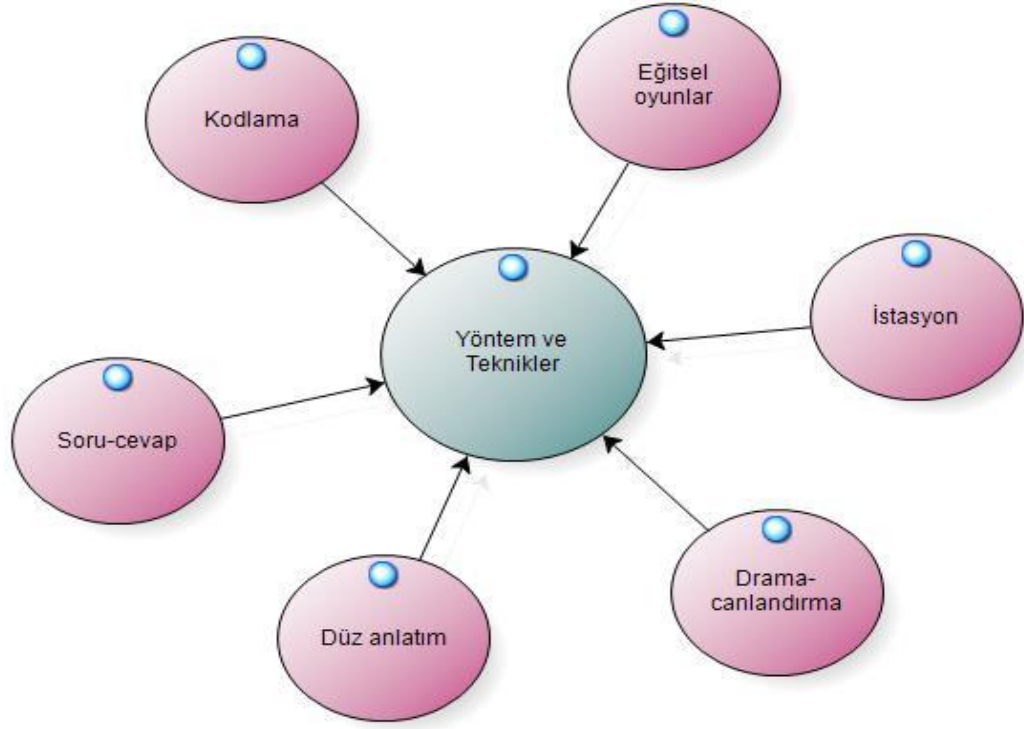 Kodlama
Eğitsel
oyunlar
İstasyon
Yöntem ve
Teknikler
Soru-cevap
Düz anlatım
Drama-
canlandırma